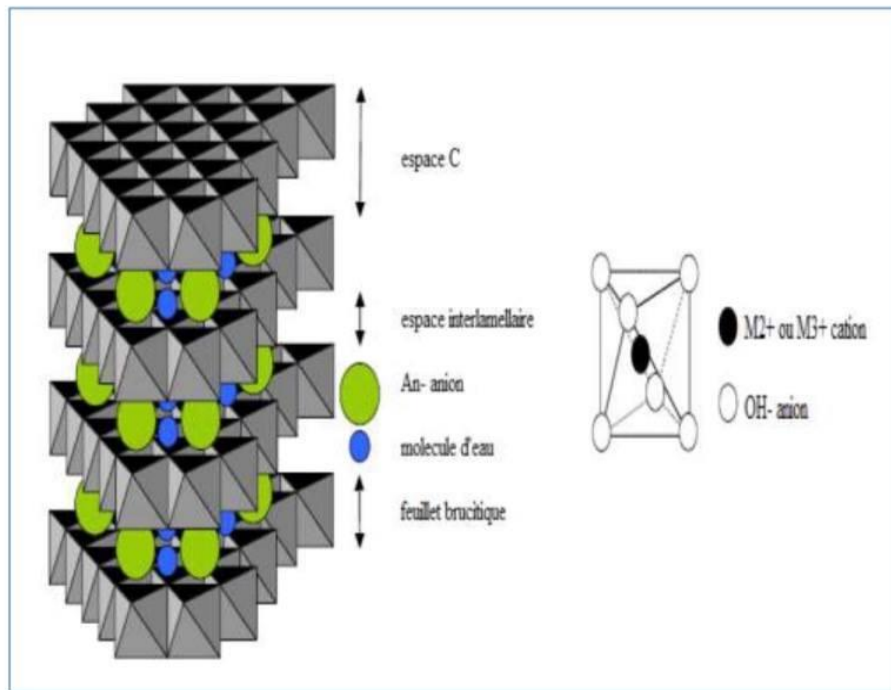 espace C
espace interlamellaire
An- anion
molecule d'eau
feuillet brucitique
M2+ ou M3+ cation
OH- anion